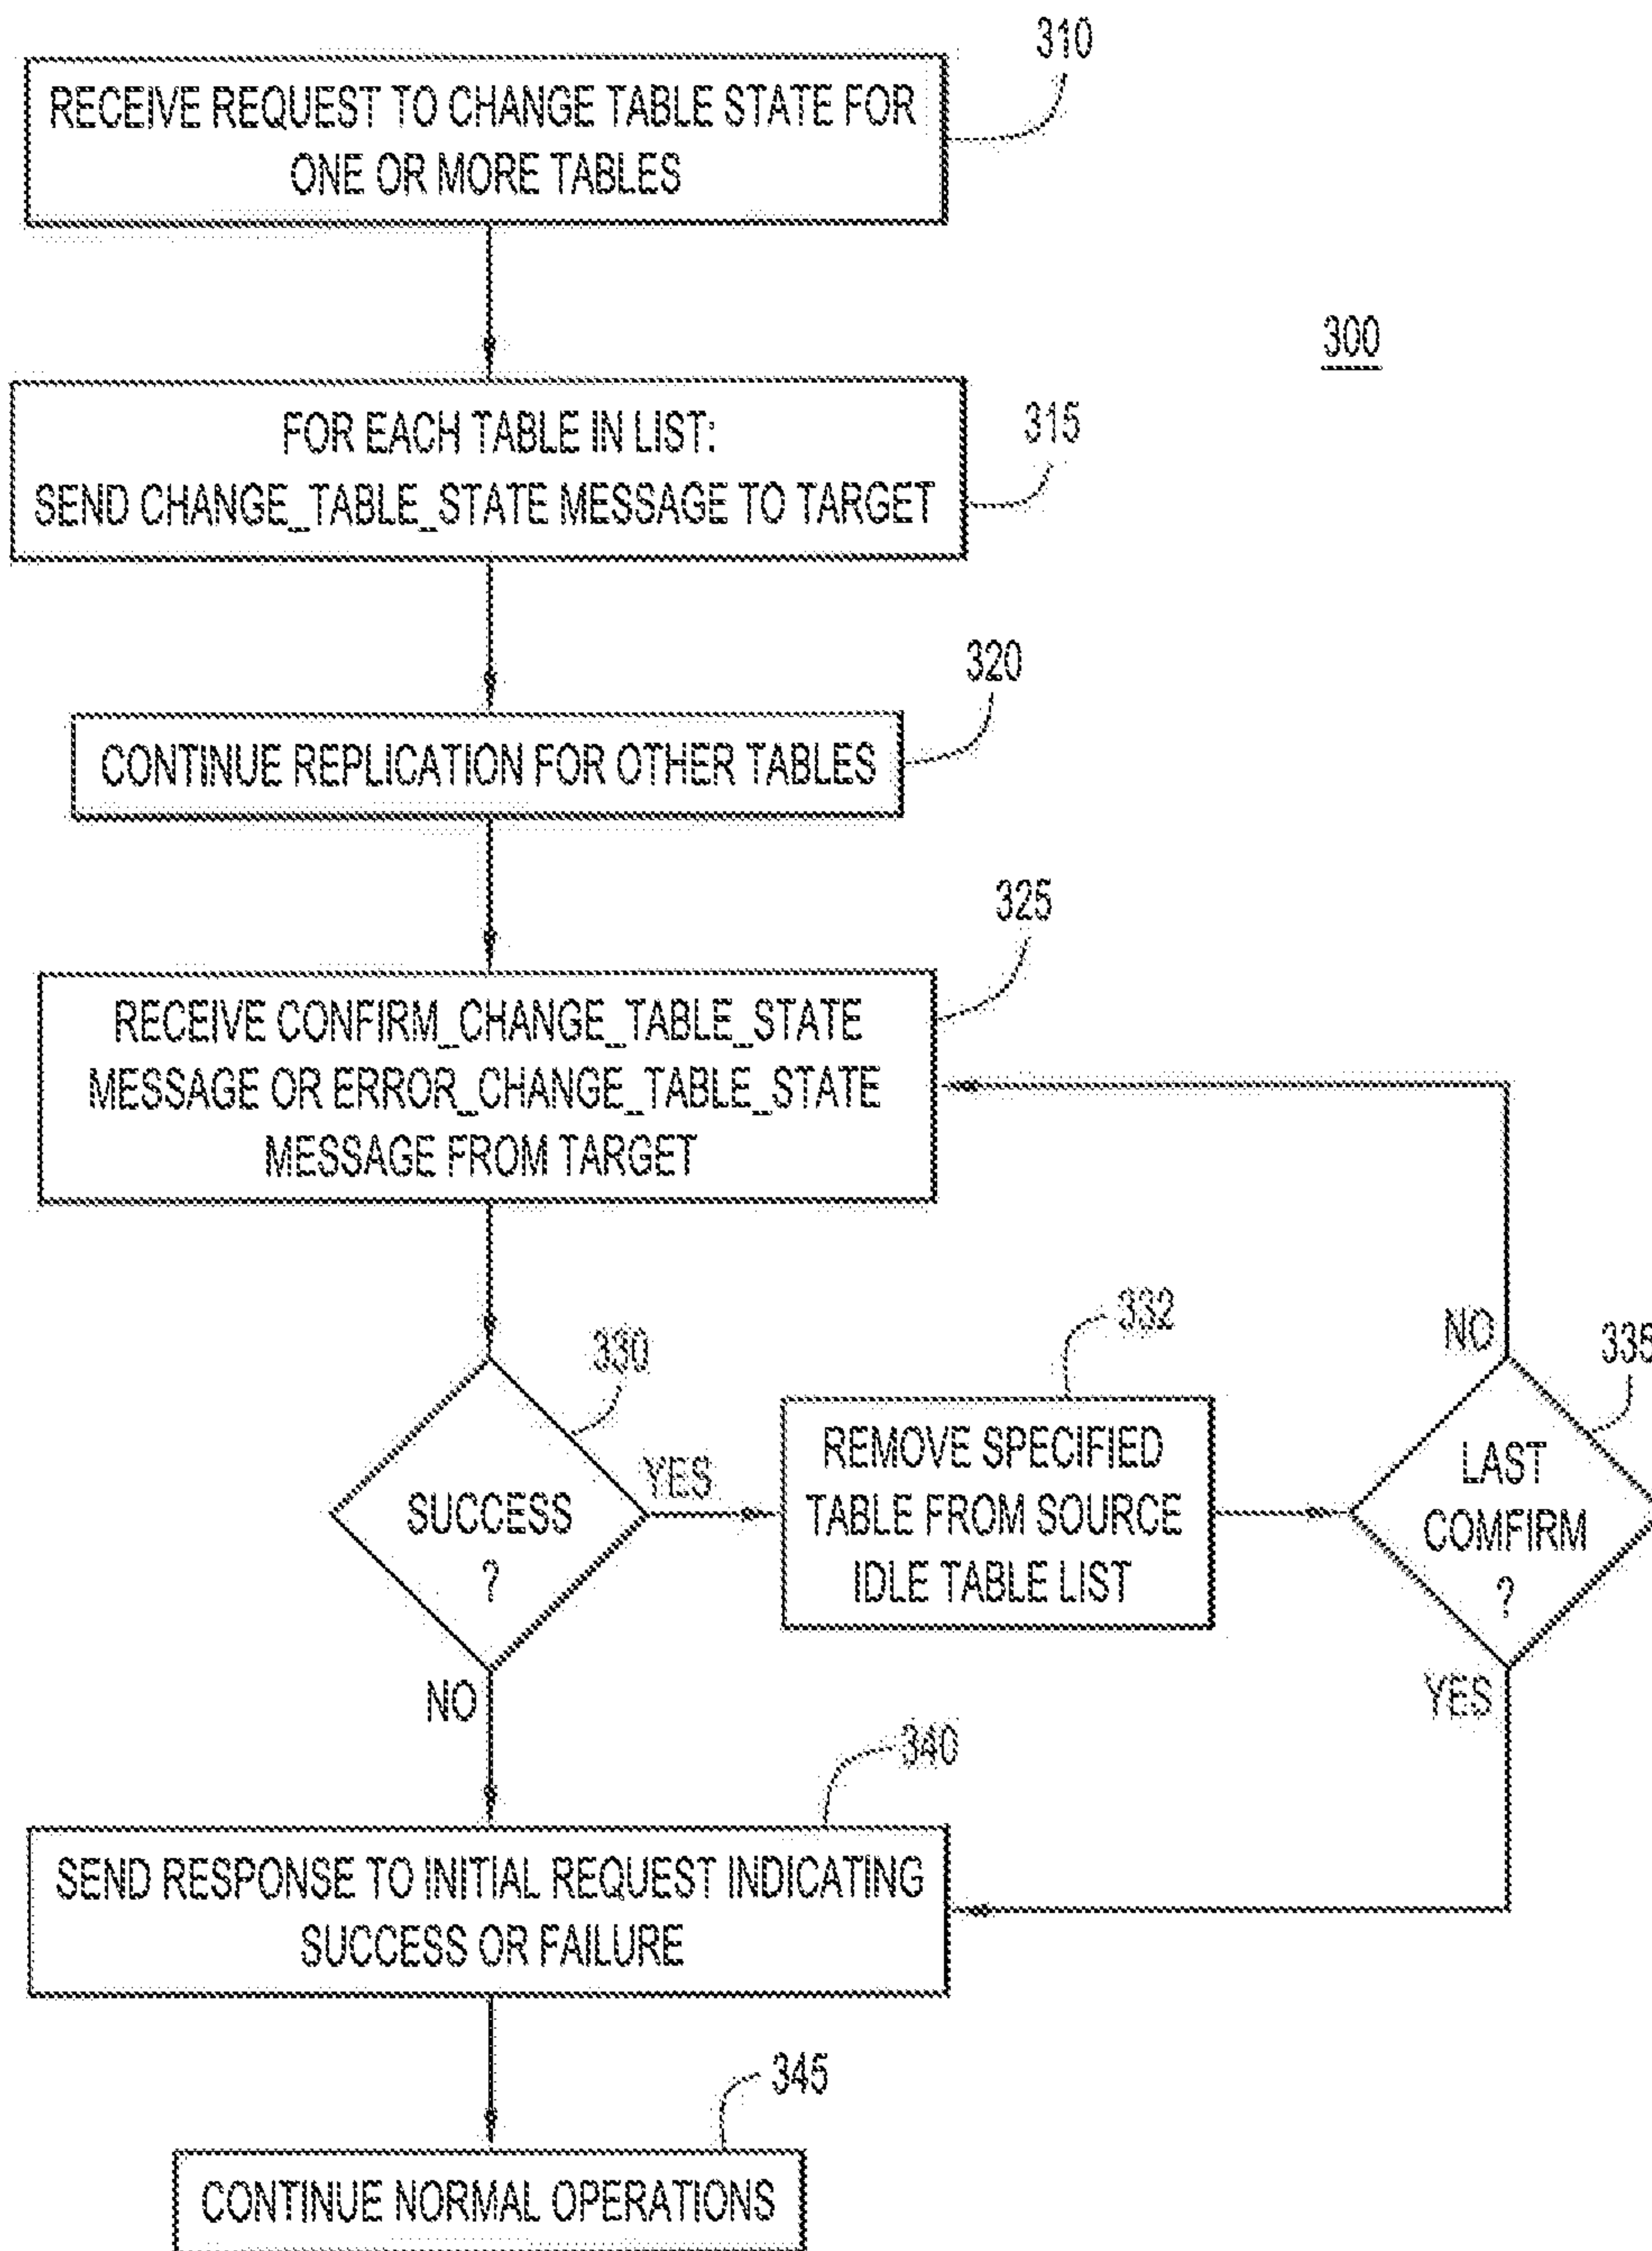 310
RECEIVE REQUEST TO CHANGE TABLE STATE FOR
ONE OR MORE TABLES
300
FOR EACH TABLE IN LIST:
SEND CHANGE_TABLE_STATE MESSAGE TO TARGET
315
320
CONTINUE REPLICATION FOR OTHER TABLES
325
RECEIVE CONFIRM_CHANGE_TABLE_STATE
MESSAGE OR ERROR_CHANGE_TABLE_STATE
MESSAGE FROM TARGET
330
SUCCESS
?
YES
NO
332
REMOVE SPECIFIED
TABLE FROM SOURCE
IDLE TABLE LIST
NO
LAST
COMFIRM
?
YES
340
SEND RESPONSE TO INITIAL REQUEST INDICATING
SUCCESS OR FAILURE
345
CONTINUE NORMAL OPERATIONS